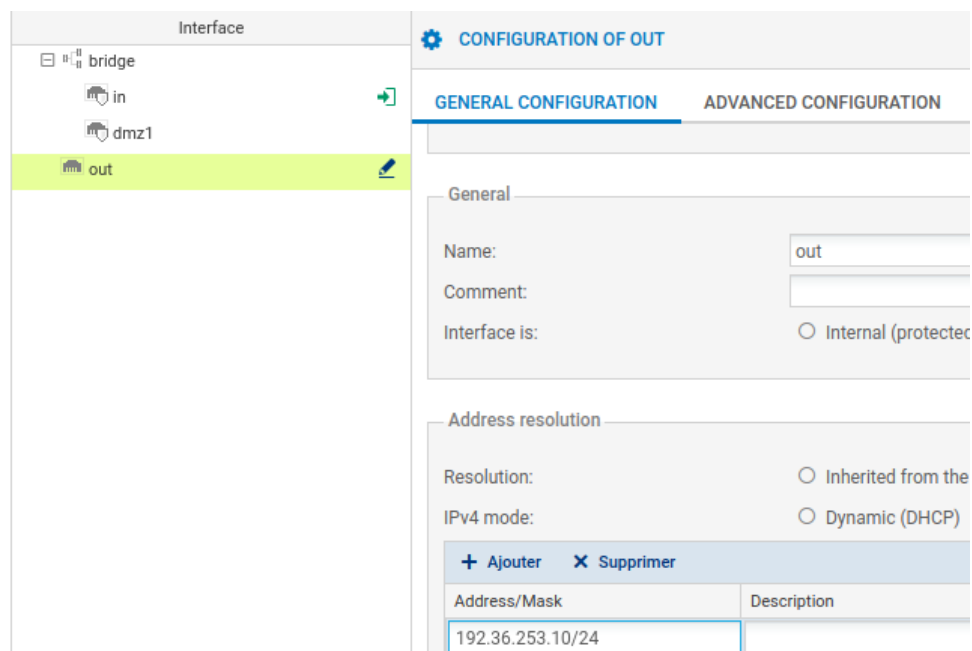 Interface
bridge
in
dmz1
out
CONFIGURATION OF OUT
GENERAL CONFIGURATION ADVANCED CONFIGURATION
General
Name: out
Comment:
Interface is: Internal (protected
Address resolution
Resolution: Inherited from the
IPv4 mode: Dynamic (DHCP)
Ajouter Supprimer
Address/Mask Description
192.36.253.10/24